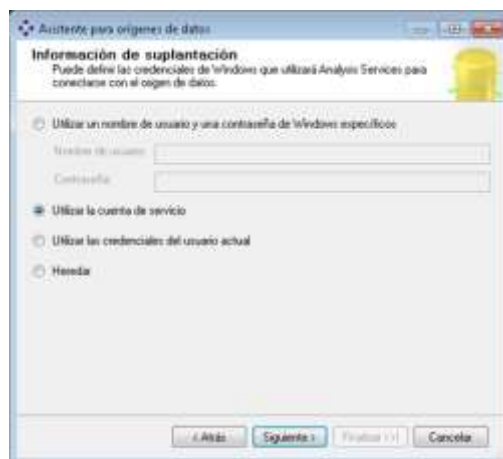 Asistente para orígenes de datos
Información de suplantación
Puede definir las credenciales de Windows que utilizará Analysis Services para
conectarse con el origen de datos.
Utilizar un nombre de usuario y una contraseña de Windows específicos
Nombre de usuario:
Contraseña:
Utilizar la cuenta de servicio
Utilizar las credenciales del usuario actual
Heredar
< Atrás Siguiente > Finalizar >>| Cancelar